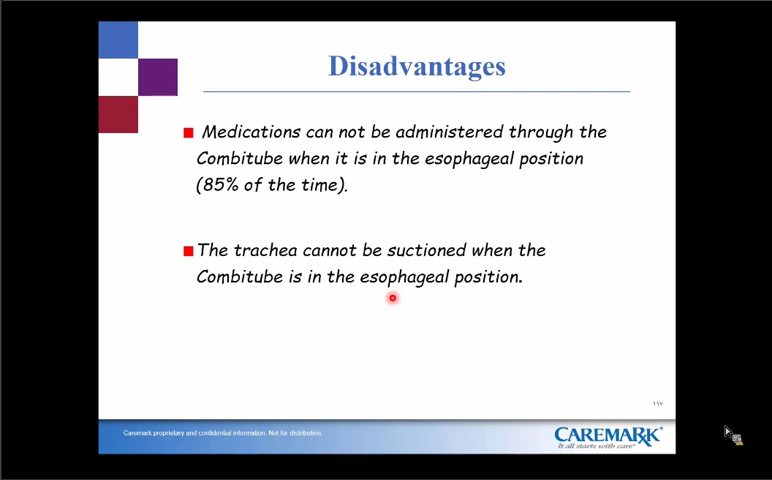 Disadvantages
Medications can not be administered through the
Combitube when it is in the esophageal position
(85% of the time).
The trachea cannot be suctioned when the
Combitube is in the esophageal position.
١١٧
Caremark proprietary and confidential information. Not for distribution.
CAREMARK®
It all starts with care®